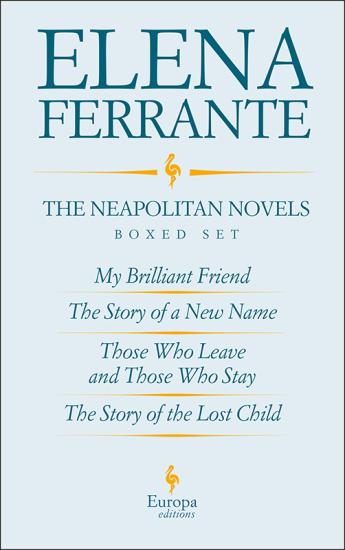 ELENA
FERRANTE
THE NEAPOLITAN NOVELS
BOXED SET
My Brilliant Friend
The Story of a New Name
Those Who Leave
and Those Who Stay
The Story of the Lost Child
Europa
editions